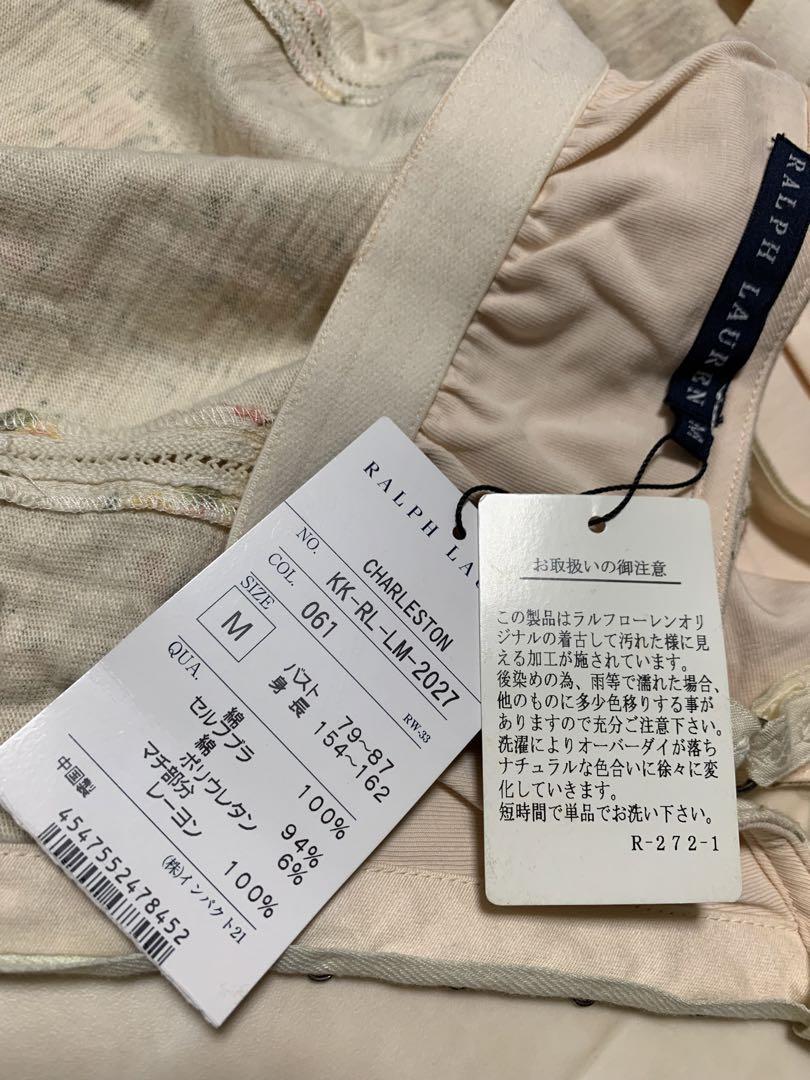 RALPH LAUREN
M
RALPH LAU
CHARLESTON
NO. KK-RL-LM-2027
COL. 061
RW-33
SIZE M
バスト 79~87
身長 154~162
QUA.
綿 100%
セルフブラ
綿 94%
ポリウレタン 6%
マチ部分
レーヨン 100%
中国製
(株)インパクト21
4547552478452
お取扱いの御注意
この製品はラルフローレンオリ
ジナルの着古して汚れた様に見
える加工が施されています。
後染めの為、雨等で濡れた場合、
他のものに多少色移りする事が
ありますので充分ご注意下さい。
洗濯によりオーバーダイが落ち
ナチュラルな色合いに徐々に変
化していきます。
短時間で単品でお洗い下さい。
R-272-1